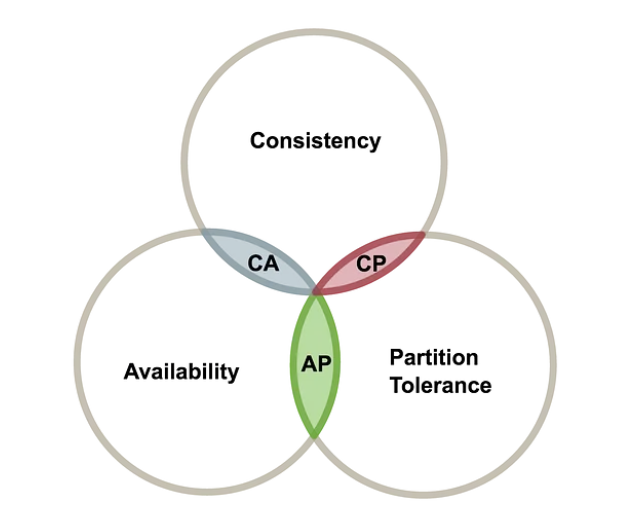 Consistency
CA
CP
AP
Availability
Partition
Tolerance